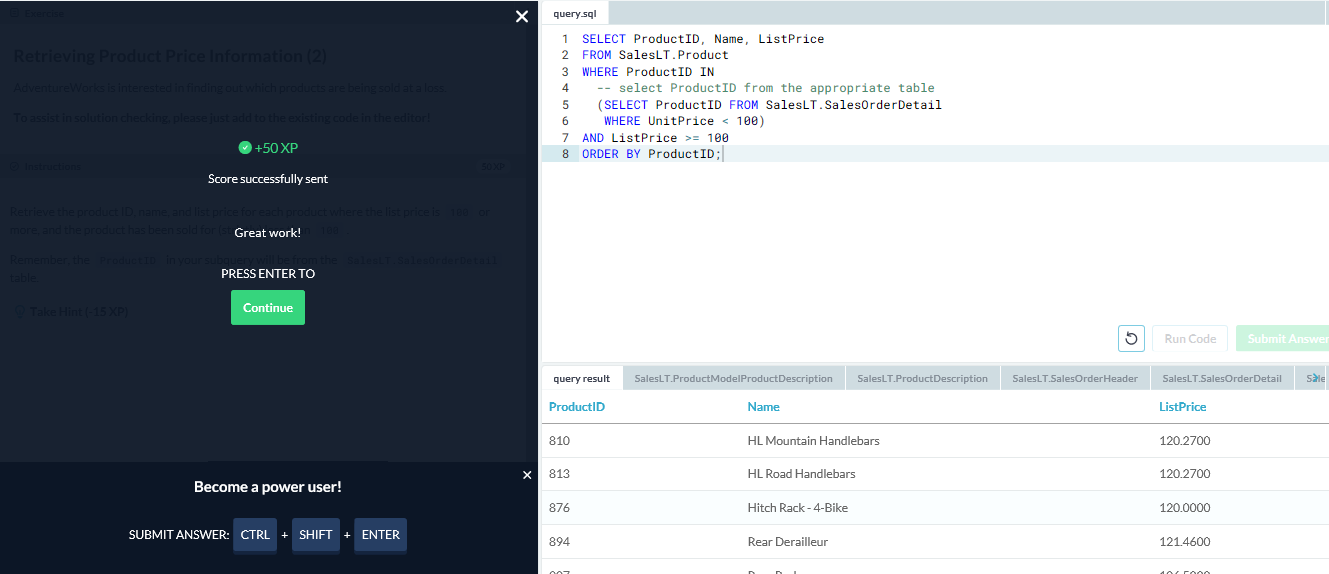 Exercise
Retrieving Product Price Information (2)
AdventureWorks is interested in finding out which products are being sold at a loss.
To assist in solution checking, please just add to the existing code in the editor!
+50 XP
Instructions
50 XP
Score successfully sent
Retrieve the product ID, name, and list price for each product where the list price is 100 or
more, and the product has been sold for
100
Great work!
Remember, the ProductID in your subquery will be from the SalesLT.SalesOrderDetail
table.
PRESS ENTER TO
Continue
Take Hint (-15 XP)
Become a power user!
SUBMIT ANSWER: CTRL + SHIFT + ENTER
query.sql
1 SELECT ProductID, Name, ListPrice
2 FROM SalesLT.Product
3 WHERE ProductID IN
4 -- select ProductID from the appropriate table
5 (SELECT ProductID FROM SalesLT.SalesOrderDetail
6 WHERE UnitPrice < 100)
7 AND ListPrice >= 100
8 ORDER BY ProductID;
Run Code
Submit Answer
query result SalesLT.ProductModelProductDescription SalesLT.ProductDescription SalesLT.SalesOrderHeader SalesLT.SalesOrderDetail
ProductID Name ListPrice
810 HL Mountain Handlebars 120.2700
813 HL Road Handlebars 120.2700
876 Hitch Rack - 4-Bike 120.0000
894 Rear Derailleur 121.4600